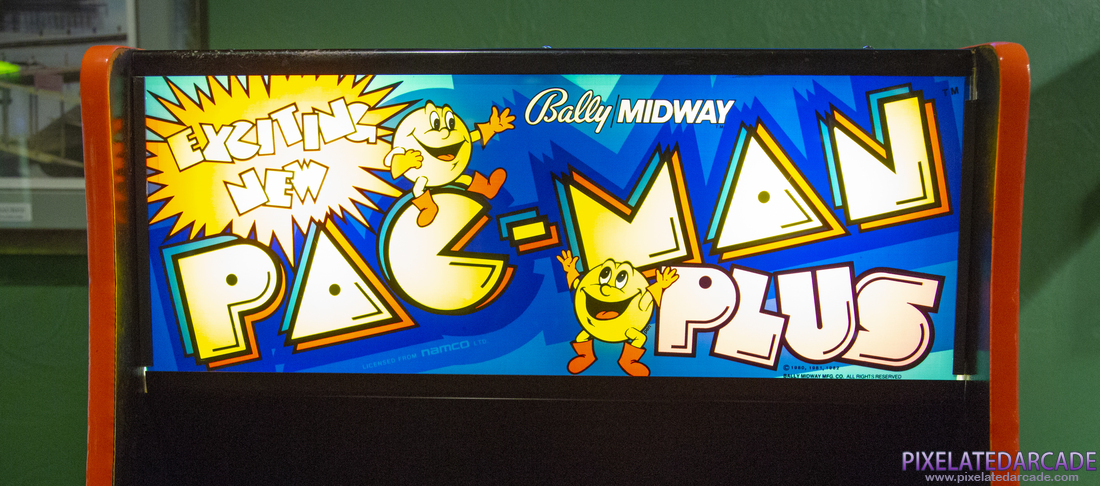 EXCITING
NEW
Bally/MIDWAY
TM
PAC-MAN
PLUS
LICENSED FROM namco LTD.
© 1980, 1981, 1982
BALLY MIDWAY MFG. CO. ALL RIGHTS RESERVED
PIXELATEDARCADE
www.pixelatedarcade.com